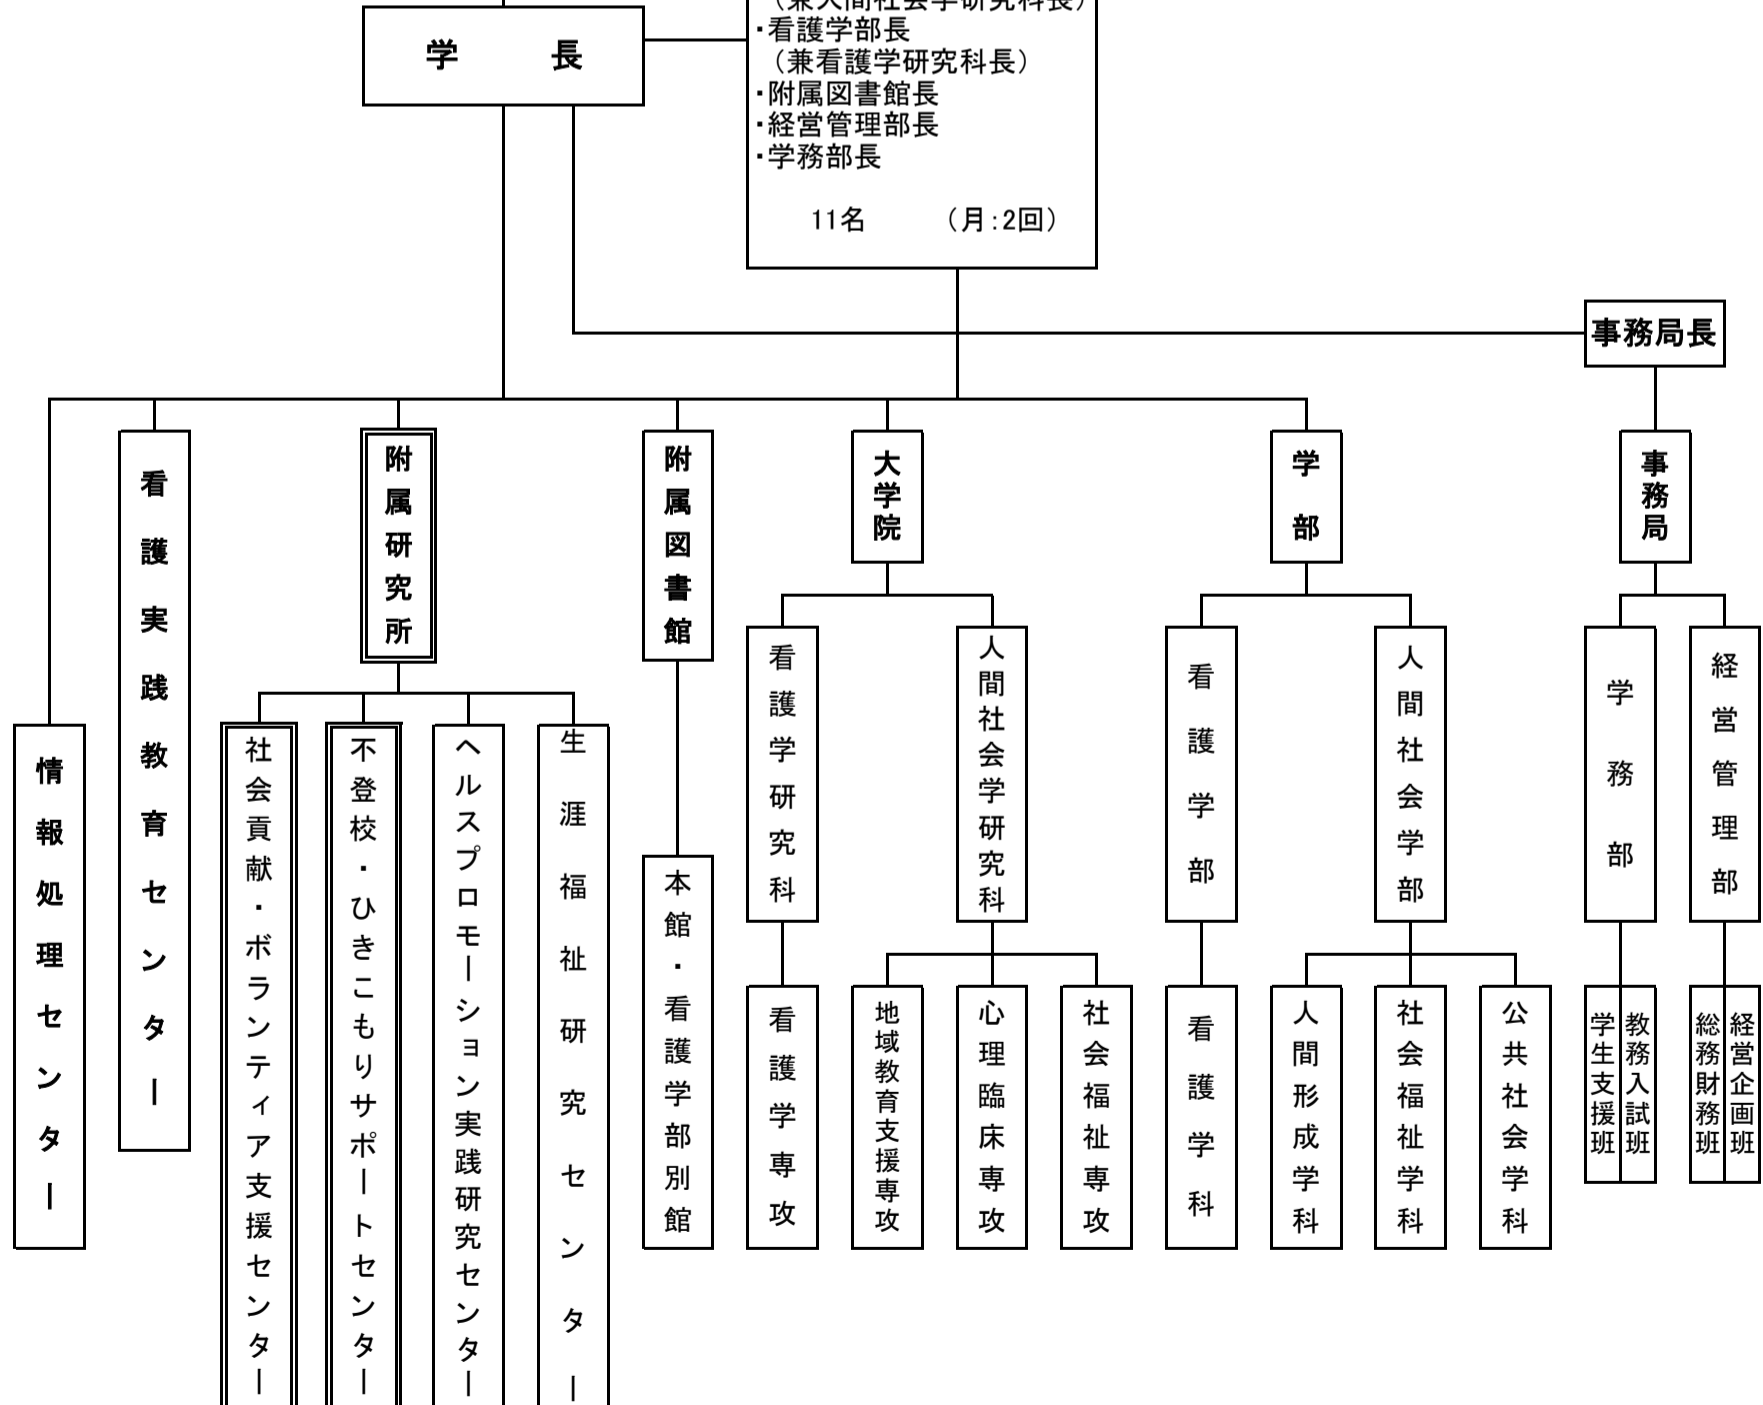 （兼人間社会学研究科長）
学　長
・看護学部長
（兼看護学研究科長）
・附属図書館長
・経営管理部長
・学務部長
11名　（月:2回）
事務局長
情報処理センター
看護実践教育センター
附属研究所
附属図書館
大学院
学部
事務局
社会貢献・ボランティア支援センター
不登校・ひきこもりサポートセンター
ヘルスプロモーション実践研究センター
生涯福祉研究センター
本館・看護学部別館
看護学研究科
人間社会学研究科
看護学部
人間社会学部
学務部
経営管理部
看護学専攻
地域教育支援専攻
心理臨床専攻
社会福祉専攻
看護学科
人間形成学科
社会福祉学科
公共社会学科
学生支援班
教務入試班
総務財務班
経営企画班